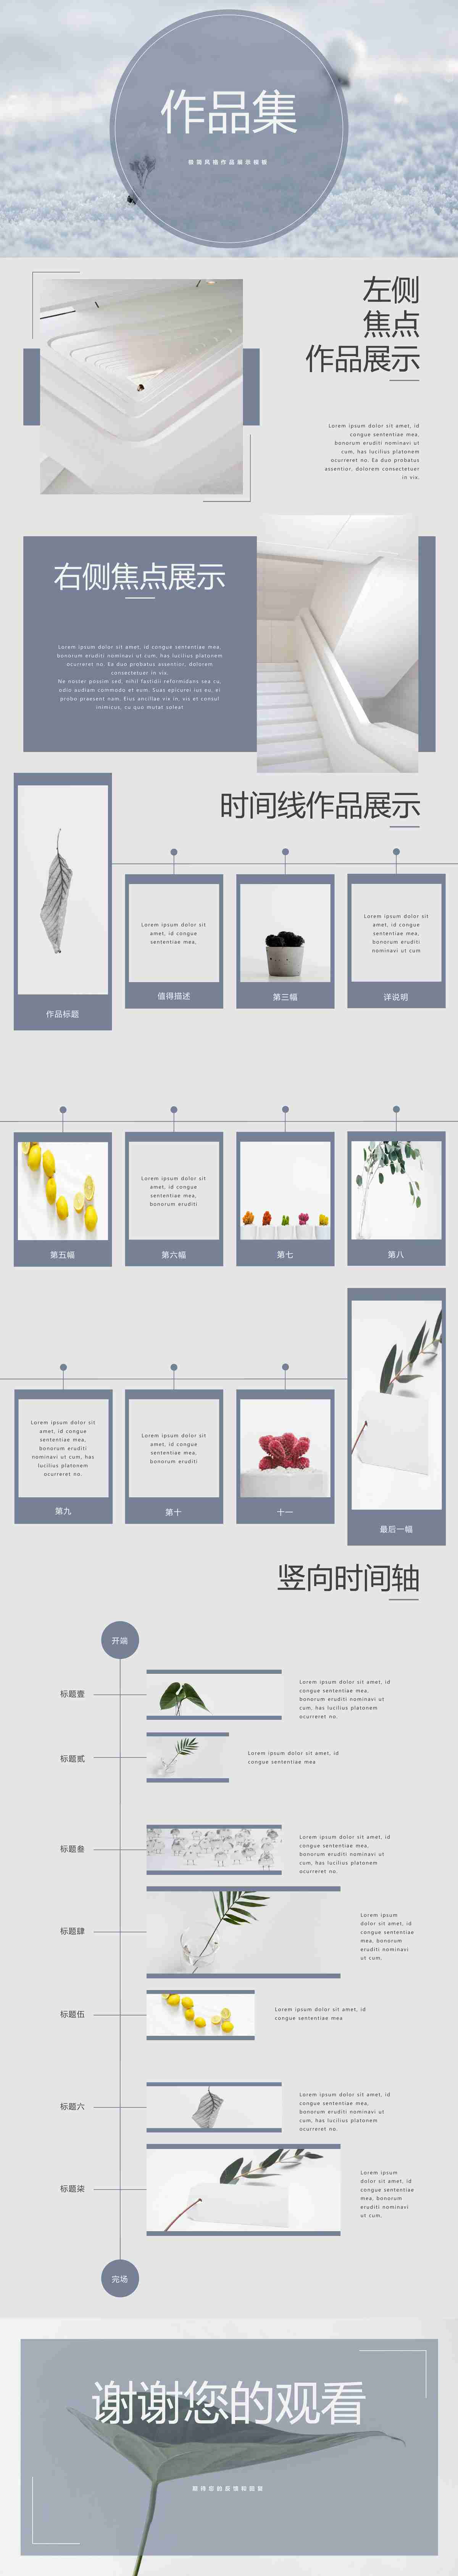 作品集
极简风格作品展示模板
左侧
焦点
作品展示
Lorem ipsum dolor sit amet, id
congue sententiae mea,
bonorum eruditi nominavi ut
cum, has lucilius platonem
ocurreret no. Ea duo probatus
assentior, dolorem consectetuer
in vix.
右侧焦点展示
Lorem ipsum dolor sit amet, id congue sententiae mea,
bonorum eruditi nominavi ut cum, has lucilius platonem
ocurreret no. Ea duo probatus assentior, dolorem
consectetuer in vix.
Ne noster possim sed, nihil fastidii reformidans sea cu,
odio audiam commodo et eum. Suas epicurei ius eu, ei
probo praesent nam. Eius ancillae vix in, vis et consul
inimicus, cu quo mutat soleat
时间线作品展示
作品标题
Lorem ipsum dolor sit
amet, id congue
sententiae mea,
值得描述
第三幅
Lorem ipsum dolor sit
amet, id congue
sententiae mea,
bonorum eruditi
nominavi ut cum
详说明
第五幅
Lorem ipsum dolor sit
amet, id congue
sententiae mea,
bonorum eruditi
第六幅
第七
第八
Lorem ipsum dolor sit
amet, id congue
sententiae mea,
bonorum eruditi
nominavi ut cum, has
lucilius platonem
ocurreret no.
第九
Lorem ipsum dolor sit
amet, id congue
sententiae mea,
bonorum eruditi
第十
十一
最后一幅
竖向时间轴
开端
标题壹
Lorem ipsum dolor sit amet, id
congue sententiae mea,
bonorum eruditi nominavi ut
cum, has lucilius platonem
ocurreret no.
标题贰
Lorem ipsum dolor sit amet, id
congue sententiae mea
标题叁
Lorem ipsum dolor sit amet, id
congue sententiae mea,
bonorum eruditi nominavi ut
cum, has lucilius platonem
ocurreret no.
标题肆
Lorem ipsum
dolor sit amet, id
congue sententiae
mea, bonorum
eruditi nominavi
ut cum.
标题伍
Lorem ipsum dolor sit amet, id
congue sententiae mea
标题六
Lorem ipsum dolor sit amet, id
congue sententiae mea,
bonorum eruditi nominavi ut
cum, has lucilius platonem
ocurreret no.
标题柒
Lorem ipsum
dolor sit amet, id
congue sententiae
mea, bonorum
eruditi nominavi
ut cum.
完场
谢谢您的观看
期待您的反馈和回复